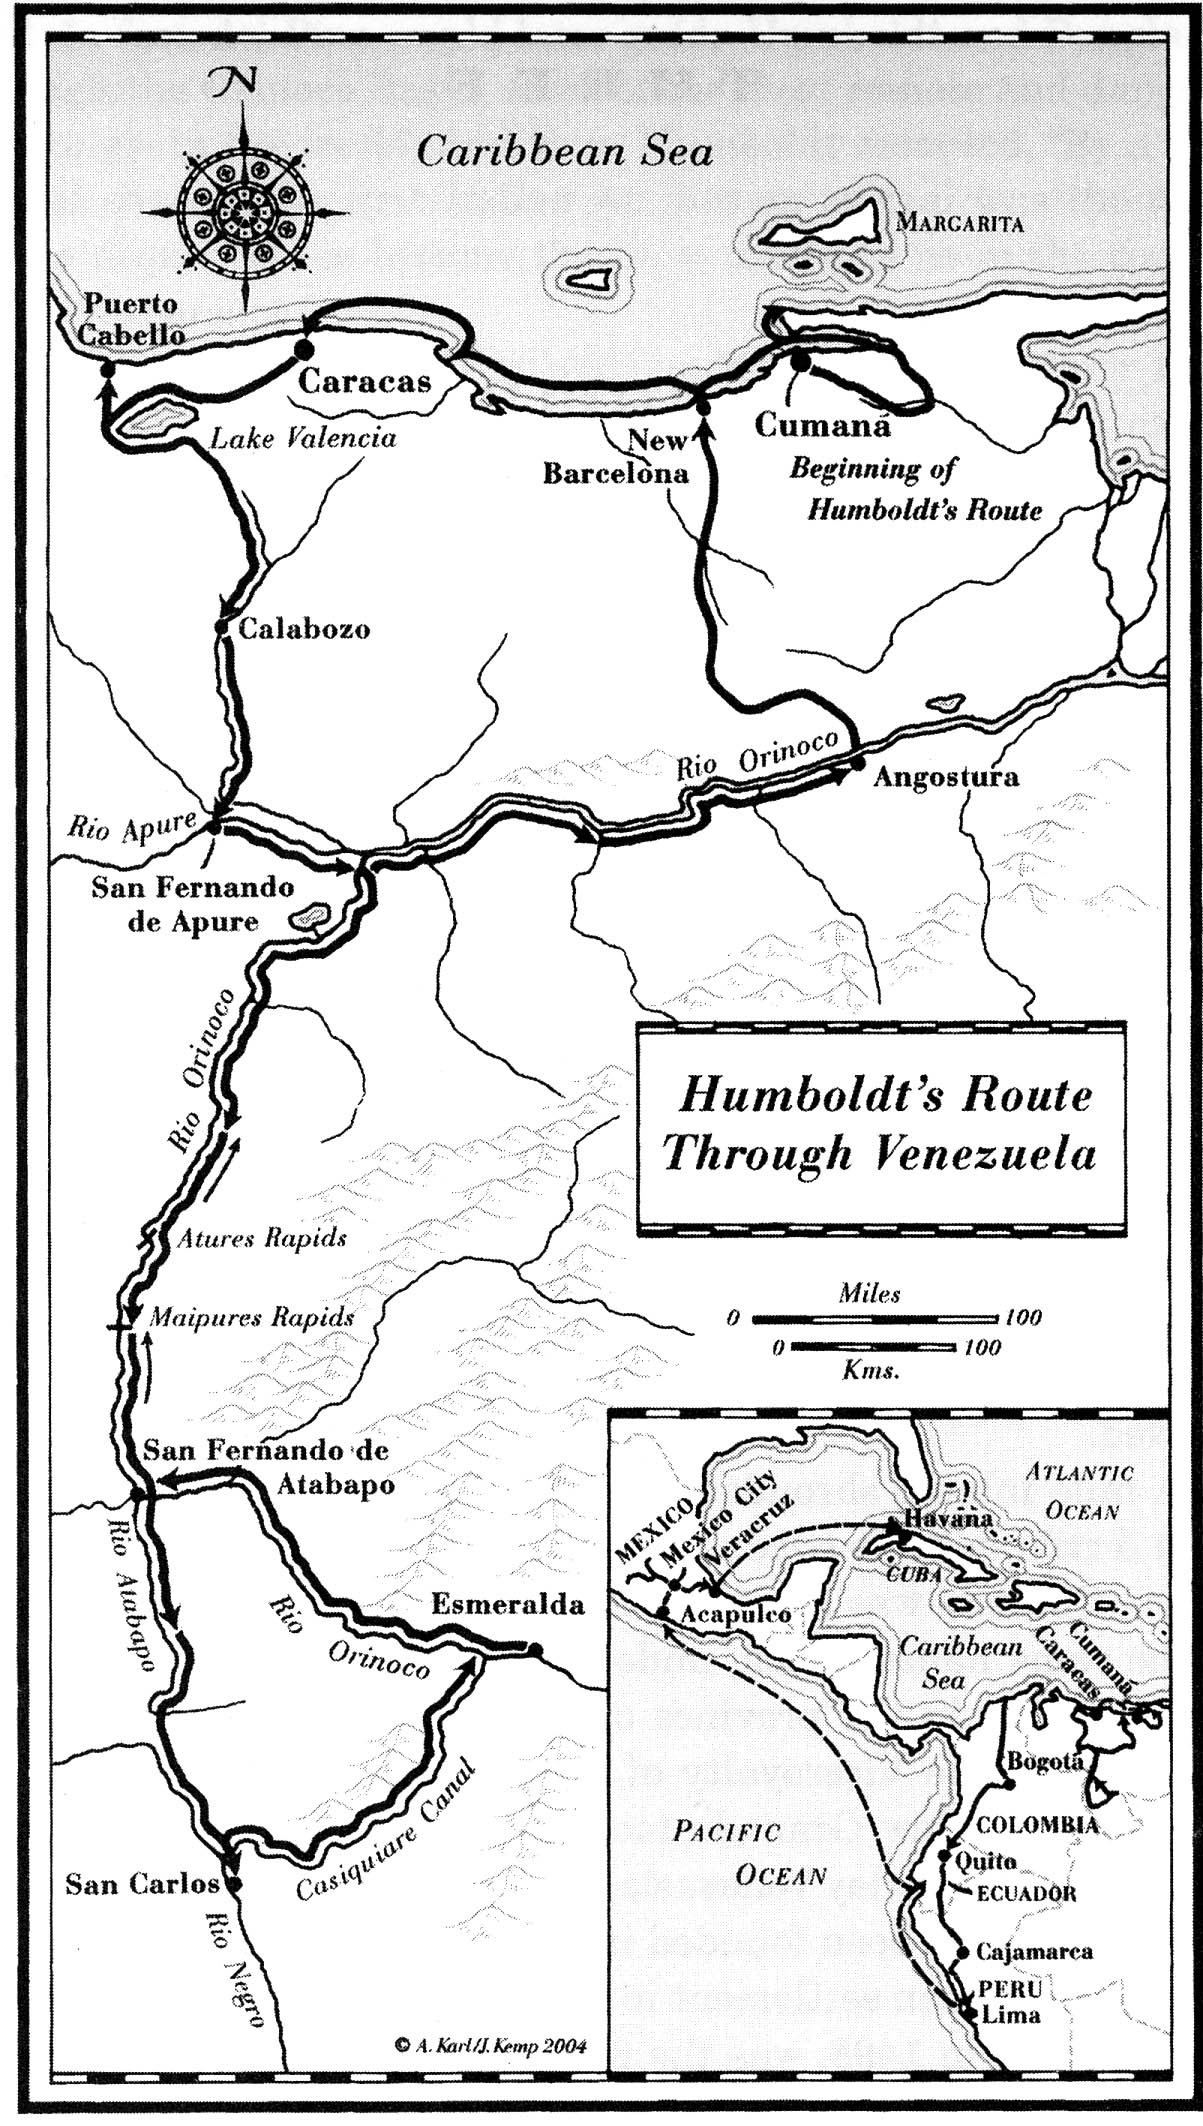 N
Caribbean Sea
MARGARITA
Puerto
Cabello
Caracas
Lake Valencia
New
Barcelona
Cumaná
Beginning of
Humboldt's Route
Calabozo
Rio Orinoco
Angostura
Rio Apure
San Fernando
de Apure
Rio Orinoco
Humboldt's Route
Through Venezuela
Atures Rapids
Maipures Rapids
Miles
0 100
0 100
Kms.
San Fernando de
Atabapo
Rio Atabapo
Rio
Orinoco
Esmeralda
Casiquiare Canal
San Carlos
Rio Negro
© A. Karl/J. Kemp 2004
ATLANTIC
OCEAN
MEXICO
Mexico City
Veracruz
Havana
CUBA
Acapulco
Caribbean
Sea
Caracas
Cumaná
Bogotá
COLOMBIA
PACIFIC
OCEAN
Quito
ECUADOR
Cajamarca
PERU
Lima